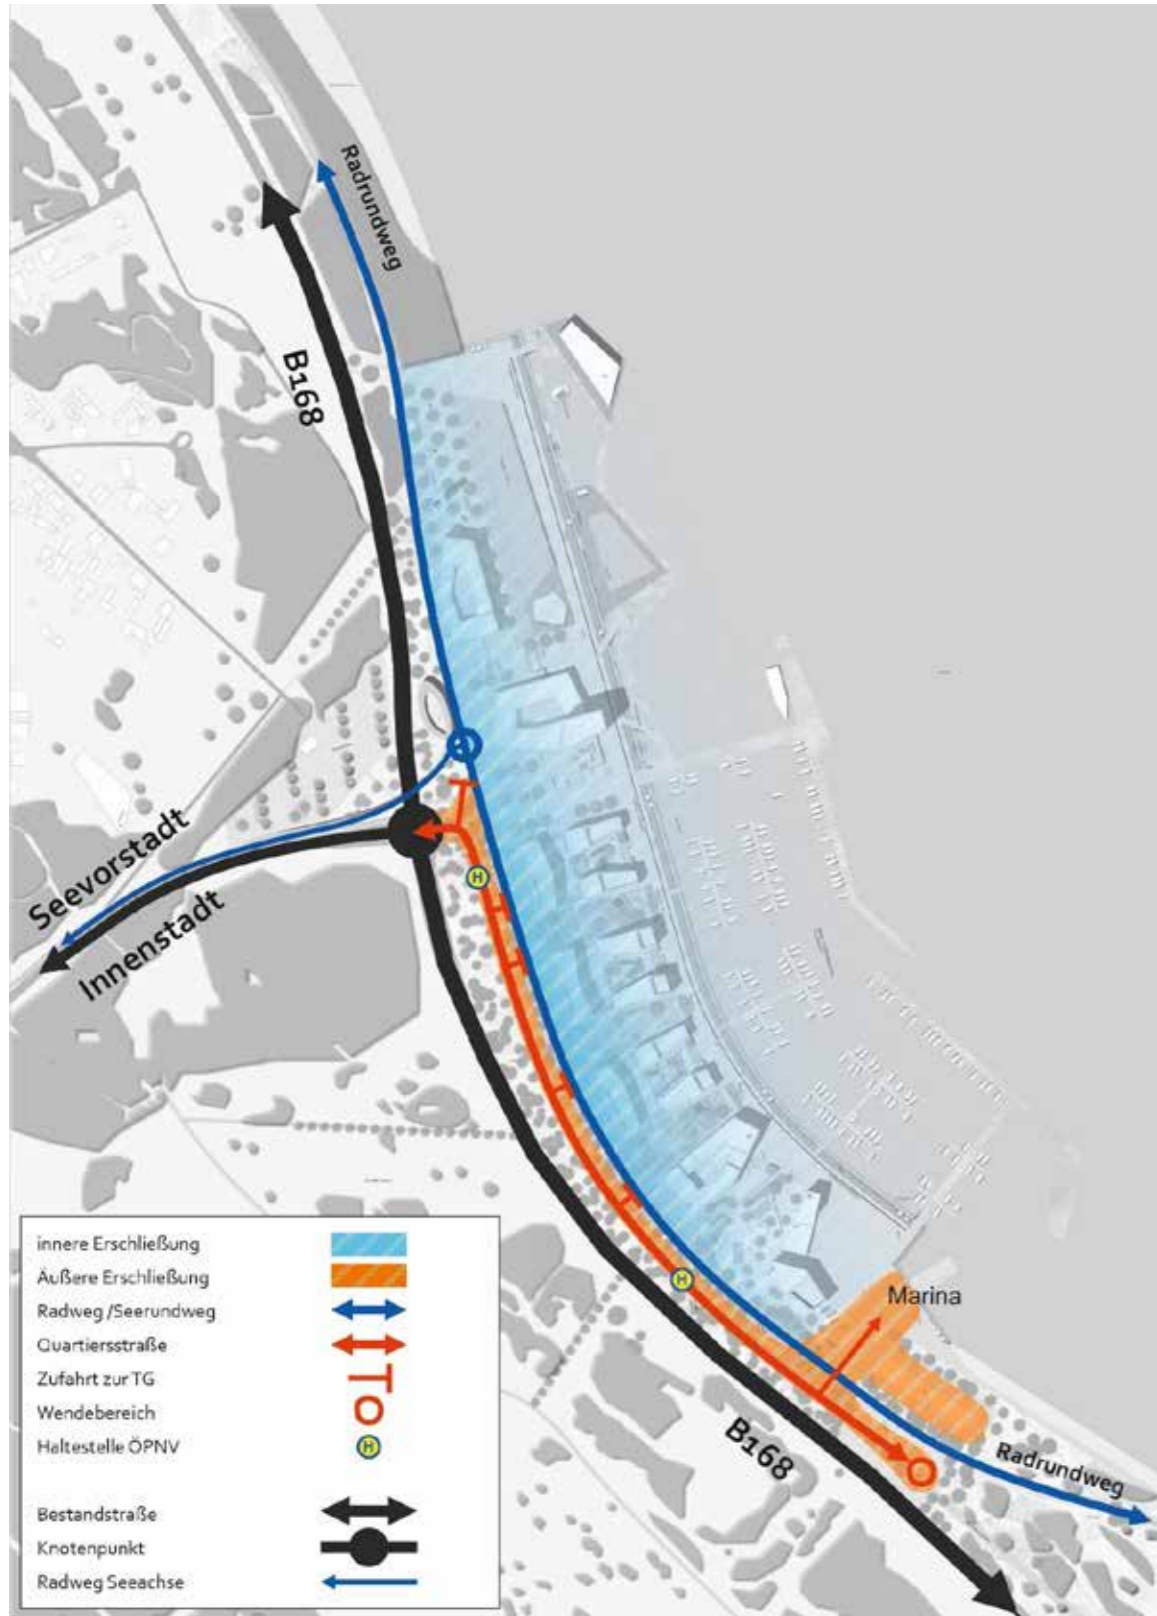 Radrundweg
B168
Seevorstadt
Innenstadt
H
H
Marina
B168
Radrundweg
innere Erschließung
Äußere Erschließung
Radweg /Seerundweg
Quartiersstraße
Zufahrt zur TG
Wendebereich
Haltestelle ÖPNV
H
Bestandstraße
Knotenpunkt
Radweg Seeachse